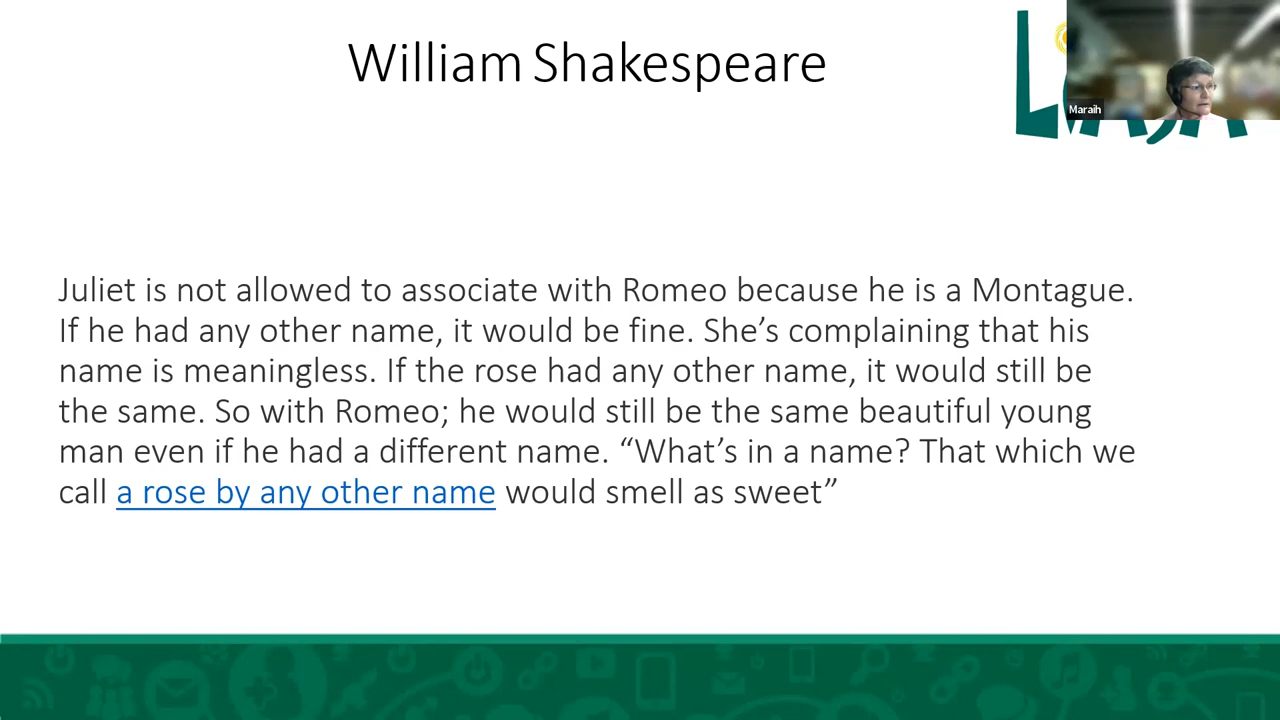 William Shakespeare
Maraih
Juliet is not allowed to associate with Romeo because he is a Montague.
If he had any other name, it would be fine. She’s complaining that his
name is meaningless. If the rose had any other name, it would still be
the same. So with Romeo; he would still be the same beautiful young
man even if he had a different name. “What’s in a name? That which we
call a rose by any other name would smell as sweet”